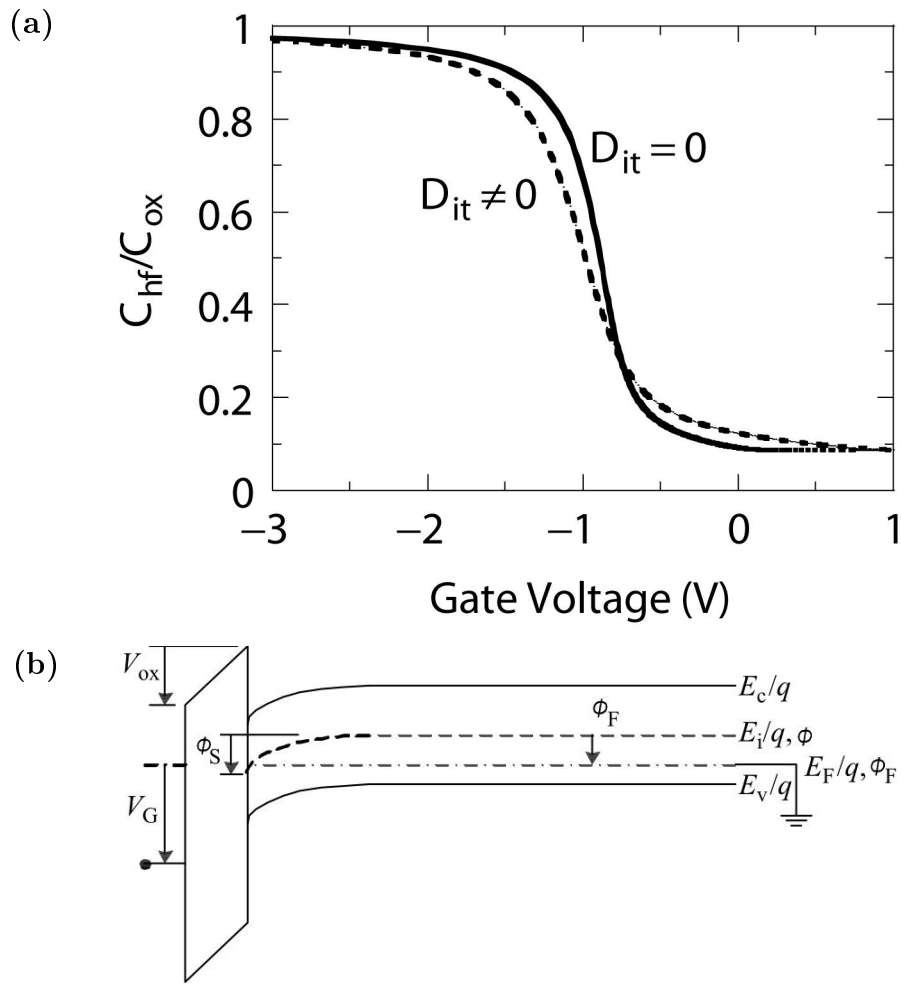 (a)
1
0.8
0.6
0.4
0.2
0
C_hf/C_ox
D_it = 0
D_it ≠ 0
−3
−2
−1
0
1
Gate Voltage (V)
(b)
V_ox
ϕ_S
V_G
ϕ_F
E_c/q
E_i/q, ϕ
E_F/q, ϕ_F
E_v/q